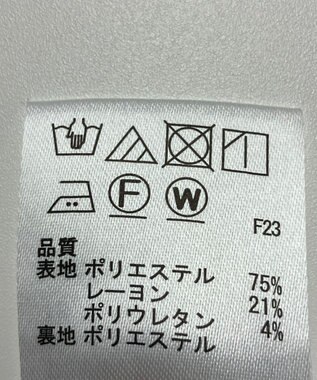 F W
F23
品質
表地 ポリエステル 75%
レーヨン 21%
ポリウレタン 4%
裏地 ポリエステル